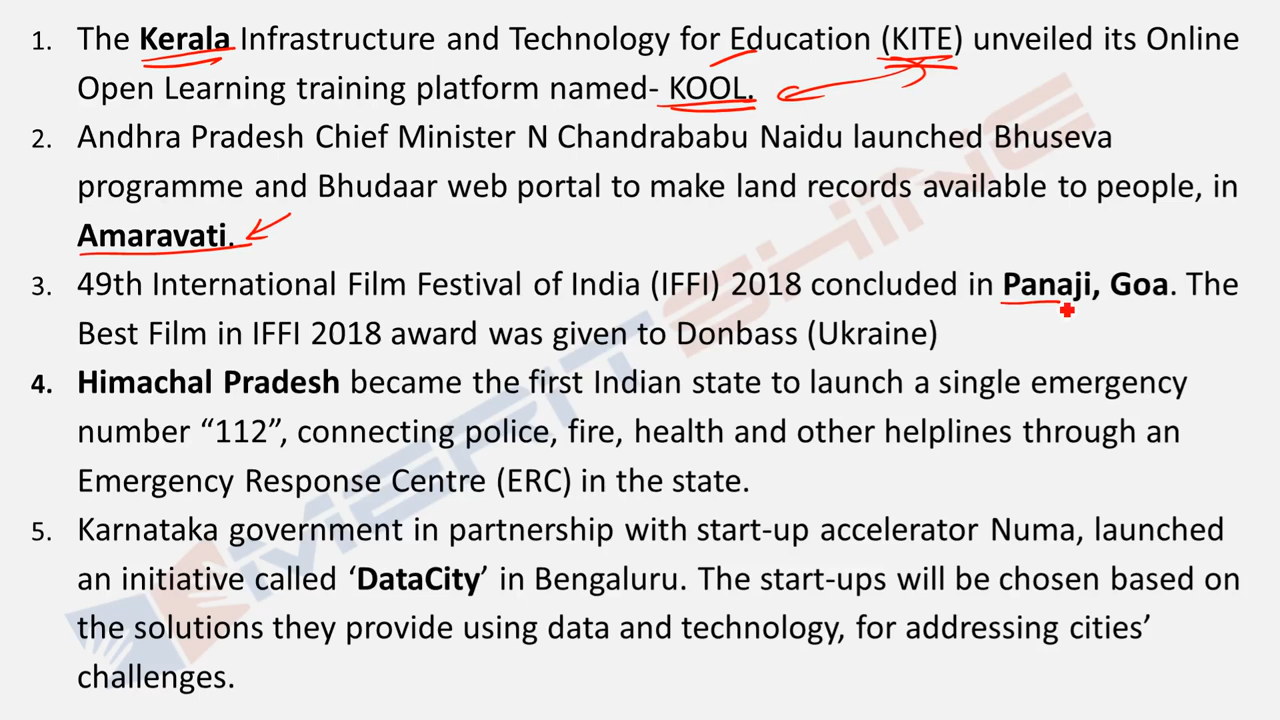 1. The Kerala Infrastructure and Technology for Education (KITE) unveiled its Online
Open Learning training platform named- KOOL.
2. Andhra Pradesh Chief Minister N Chandrababu Naidu launched Bhuseva
programme and Bhudaar web portal to make land records available to people, in
Amaravati.
3. 49th International Film Festival of India (IFFI) 2018 concluded in Panaji, Goa. The
Best Film in IFFI 2018 award was given to Donbass (Ukraine)
4. Himachal Pradesh became the first Indian state to launch a single emergency
number “112”, connecting police, fire, health and other helplines through an
Emergency Response Centre (ERC) in the state.
5. Karnataka government in partnership with start-up accelerator Numa, launched
an initiative called ‘DataCity’ in Bengaluru. The start-ups will be chosen based on
the solutions they provide using data and technology, for addressing cities’
challenges.
MERITSHINE